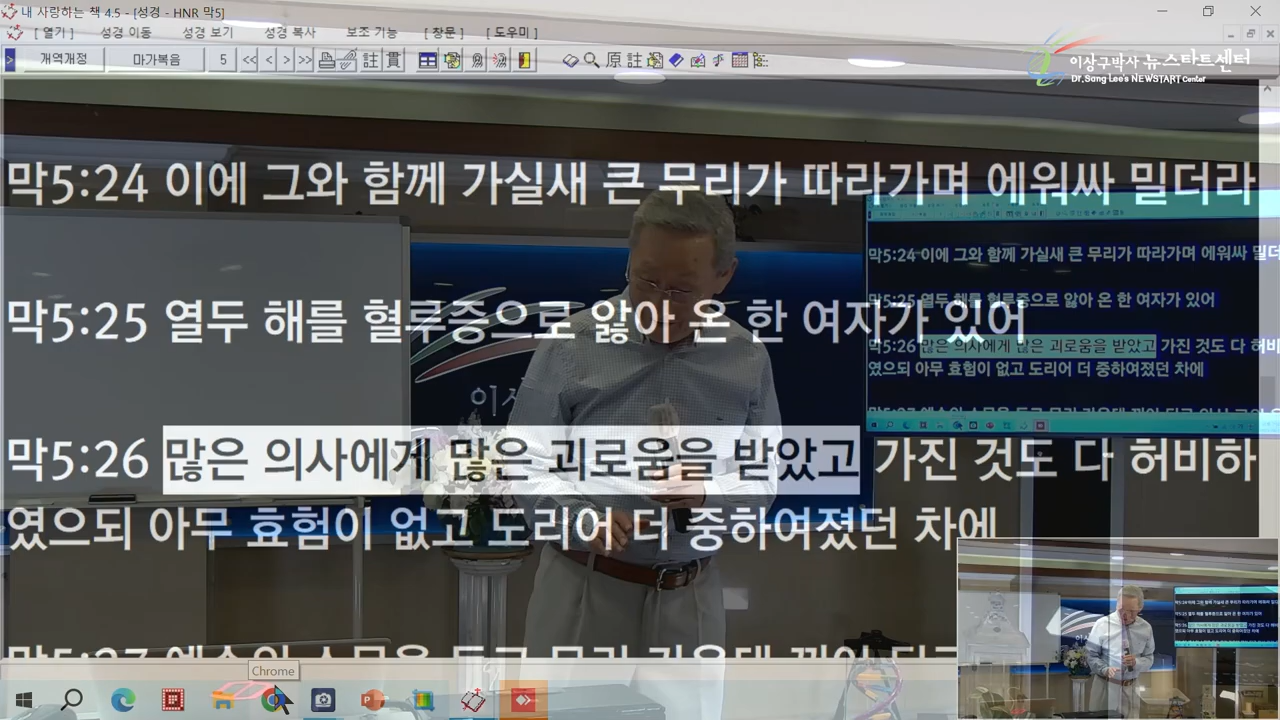 내 사랑하는 책 4.5 - [성경 - HNR 막5]
[ 열기 ] 성경 이동 성경 보기 성경 복사 보조 기능 [ 창문 ] [ 도우미 ]
개역개정 마가복음 5 << < > >> 註 貫 原 註
이상구박사 뉴스타트센터
Dr. Sang Lee's NEWSTART Center
막5:24 이에 그와 함께 가실새 큰 무리가 따라가며 에워싸 밀더라
막5:25 열두 해를 혈루증으로 앓아 온 한 여자가 있어
막5:26 많은 의사에게 많은 괴로움을 받았고 가진 것도 다 허비하
였으되 아무 효험이 없고 도리어 더 중하여졌던 차에
막5:24 이에 그와 함께 가실새 큰 무리가 따라가며 에워싸 밀더
막5:25 열두 해를 혈루증으로 앓아 온 한 여자가 있어
막5:26 많은 의사에게 많은 괴로움을 받았고 가진 것도 다 허비
였으되 아무 효험이 없고 도리어 더 중하여졌던 차에
이상
Chrome